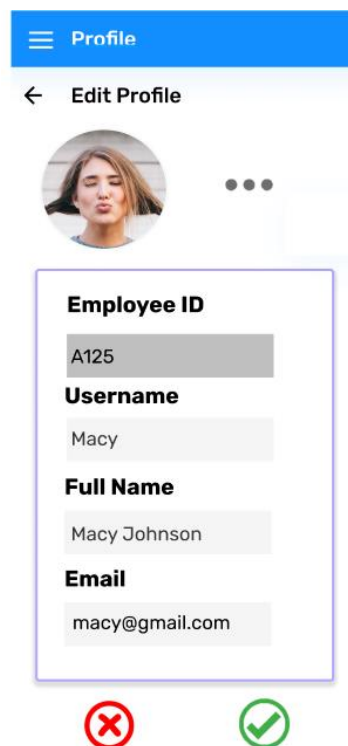 Profile
Edit Profile
Employee ID
A125
Username
Macy
Full Name
Macy Johnson
Email
macy@gmail.com